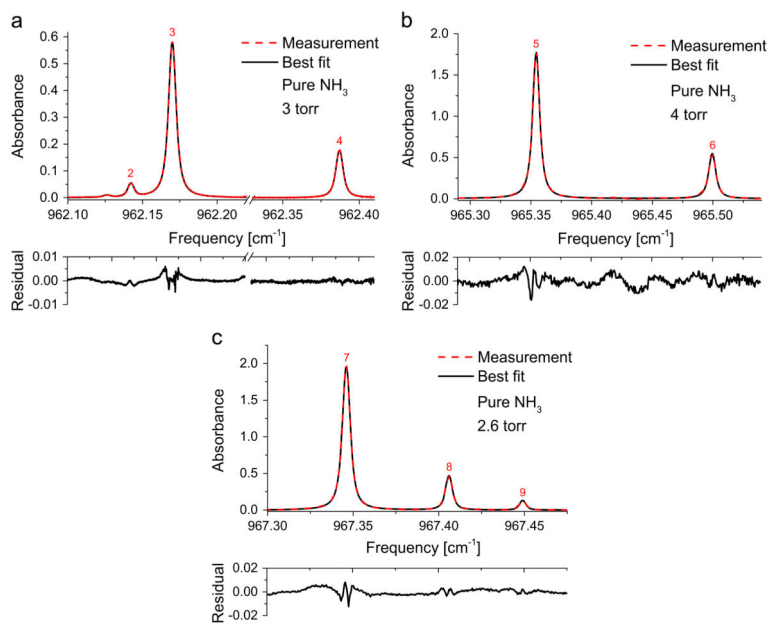 a
3
Measurement
Best fit
Pure NH3
3 torr
2
4
Absorbance
0.6
0.5
0.4
0.3
0.2
0.1
0.0
962.10 962.15 962.20 962.35 962.40
Frequency [cm-1]
Residual
0.01
0.00
-0.01
b
5
Measurement
Best fit
Pure NH3
4 torr
6
Absorbance
2.0
1.5
1.0
0.5
0.0
965.30 965.35 965.40 965.45 965.50
Frequency [cm-1]
Residual
0.02
0.00
-0.02
c
7
Measurement
Best fit
Pure NH3
2.6 torr
8
9
Absorbance
2.0
1.5
1.0
0.5
0.0
967.30 967.35 967.40 967.45
Frequency [cm-1]
Residual
0.02
0.00
-0.02